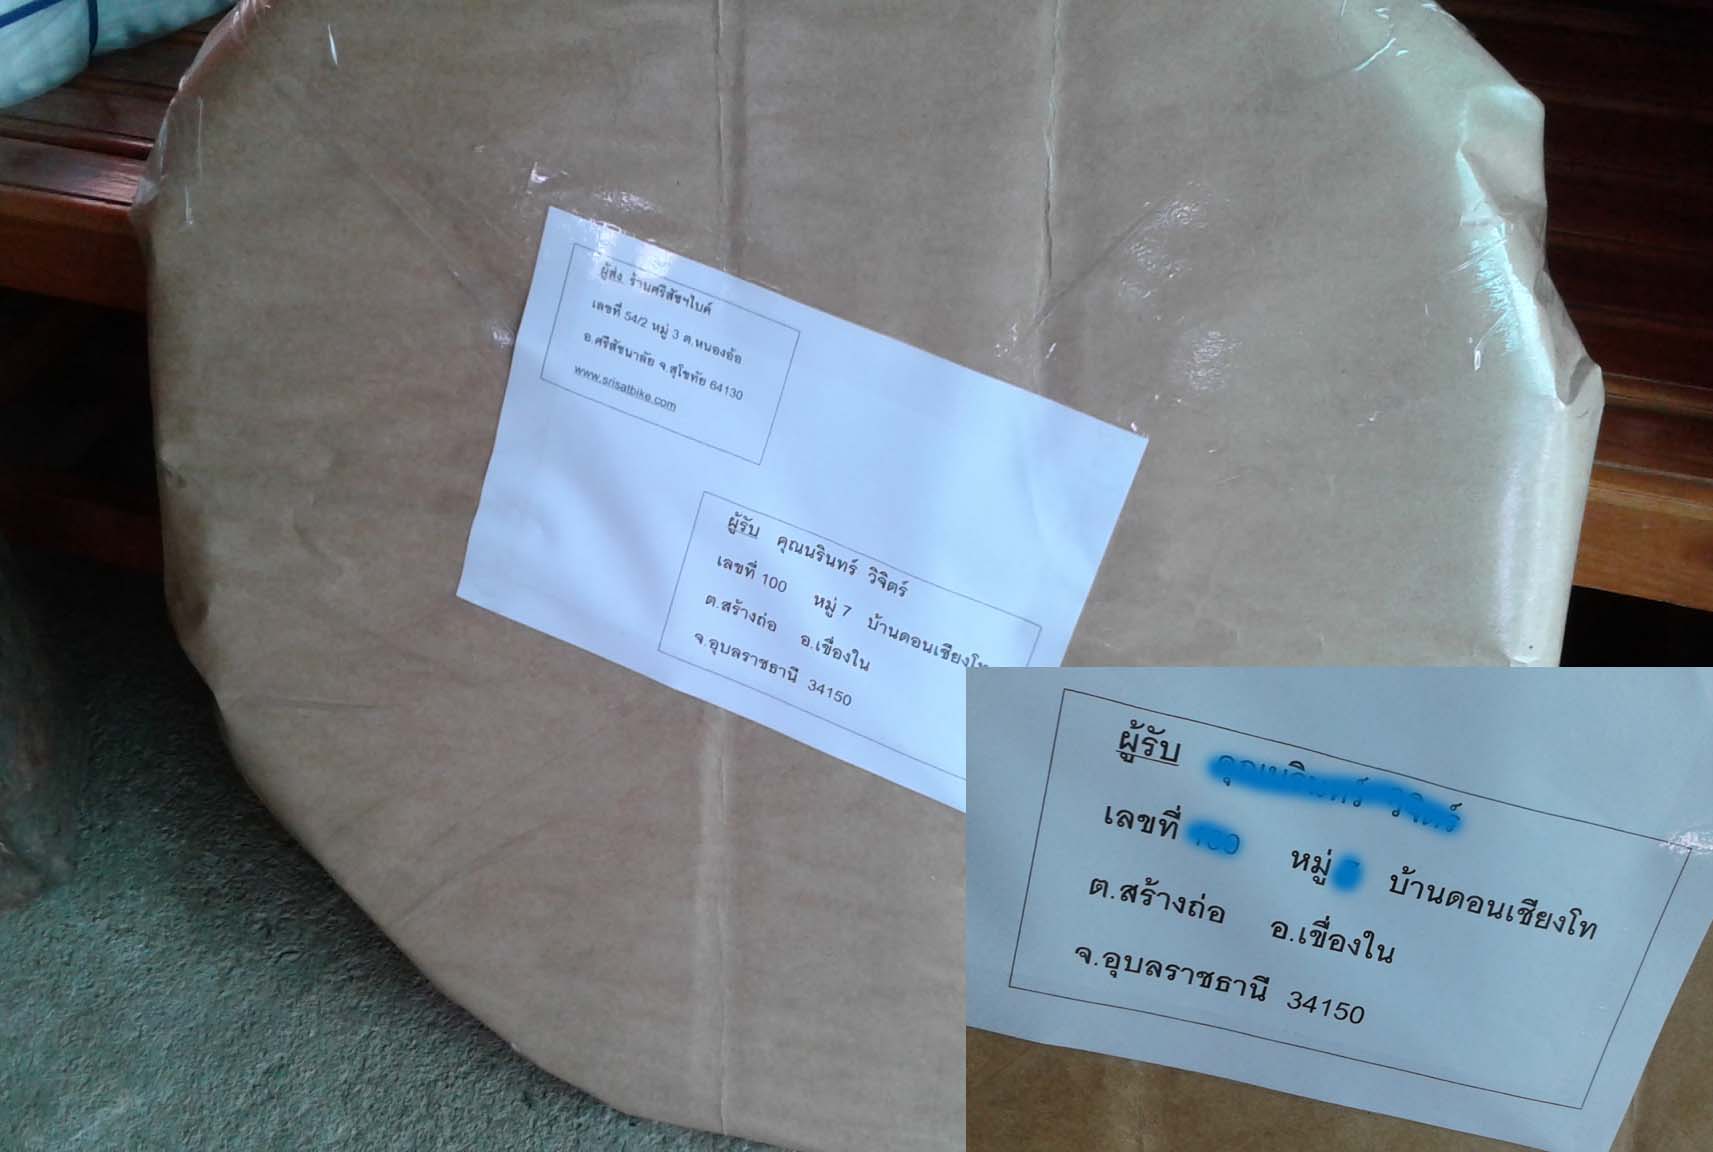 ผู้ส่ง ร้านศรีสัชฯไบค์
เลขที่ 54/2 หมู่ 3 ต.หนองอ้อ
อ.ศรีสัชนาลัย จ.สุโขทัย 64130
www.srisatbike.com
ผู้รับ คุณนรินทร์ วิจิตร์
เลขที่ 100 หมู่ 7 บ้านดอนเชียงโท
ต.สร้างถ่อ อ.เขื่องใน
จ.อุบลราชธานี 34150
ผู้รับ
เลขที่ หมู่ บ้านดอนเชียงโท
ต.สร้างถ่อ อ.เขื่องใน
จ.อุบลราชธานี 34150